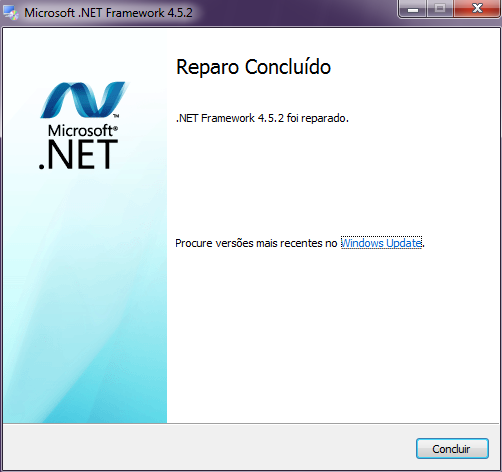 Microsoft .NET Framework 4.5.2
Reparo Concluído
.NET Framework 4.5.2 foi reparado.
Microsoft®
.NET™
Procure versões mais recentes no Windows Update.
Concluir